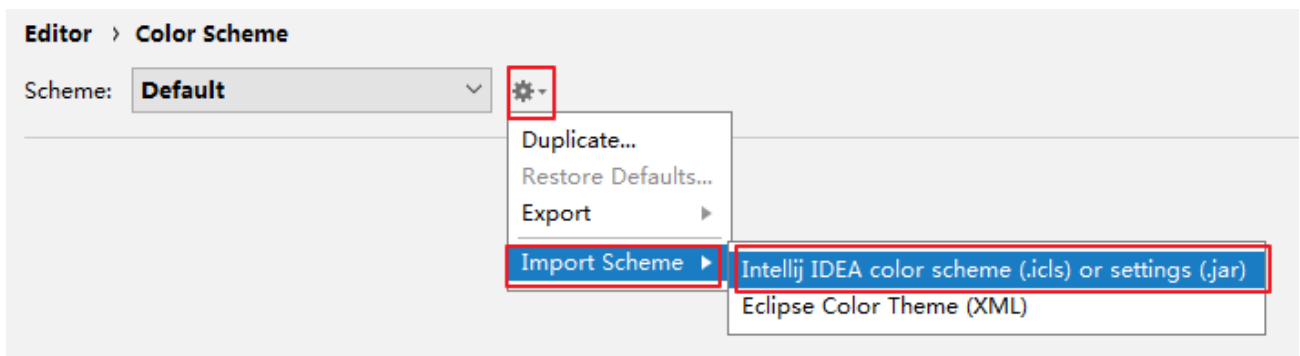 Editor › Color Scheme
Scheme: Default
Duplicate...
Restore Defaults...
Export
Import Scheme
Intellij IDEA color scheme (.icls) or settings (.jar)
Eclipse Color Theme (XML)